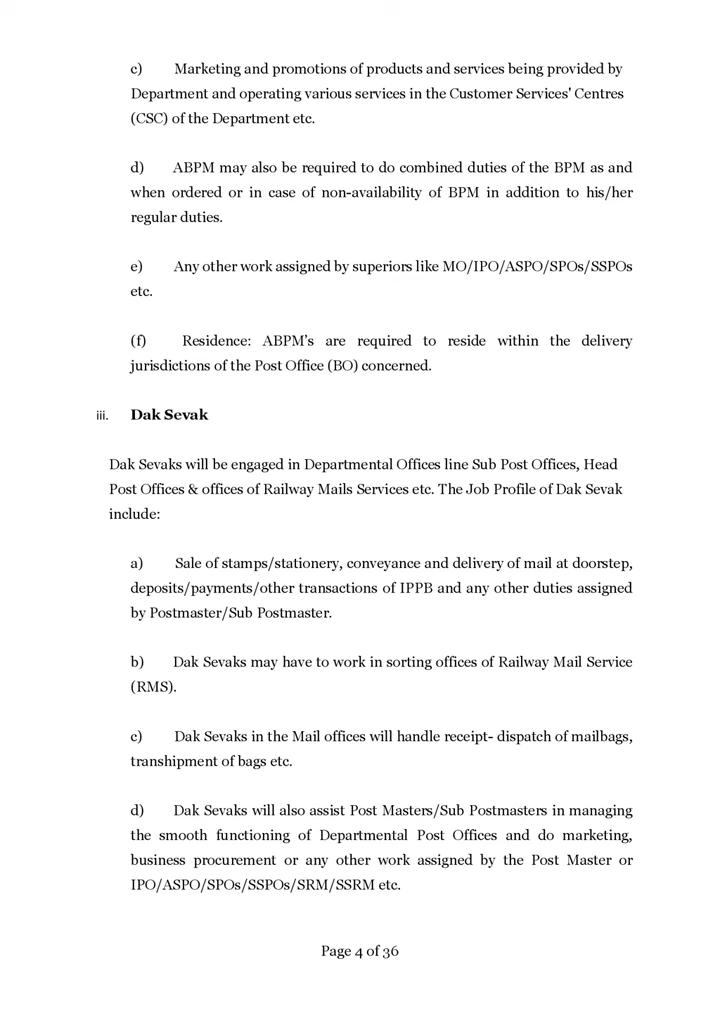 c) Marketing and promotions of products and services being provided by
Department and operating various services in the Customer Services' Centres
(CSC) of the Department etc.
d) ABPM may also be required to do combined duties of the BPM as and
when ordered or in case of non-availability of BPM in addition to his/her
regular duties.
e) Any other work assigned by superiors like MO/IPO/ASPO/SPOs/SSPOs
etc.
(f) Residence: ABPM's are required to reside within the delivery
jurisdictions of the Post Office (BO) concerned.
iii. Dak Sevak
Dak Sevaks will be engaged in Departmental Offices line Sub Post Offices, Head
Post Offices & offices of Railway Mails Services etc. The Job Profile of Dak Sevak
include:
a) Sale of stamps/stationery, conveyance and delivery of mail at doorstep,
deposits/payments/other transactions of IPPB and any other duties assigned
by Postmaster/Sub Postmaster.
b) Dak Sevaks may have to work in sorting offices of Railway Mail Service
(RMS).
c) Dak Sevaks in the Mail offices will handle receipt- dispatch of mailbags,
transhipment of bags etc.
d) Dak Sevaks will also assist Post Masters/Sub Postmasters in managing
the smooth functioning of Departmental Post Offices and do marketing,
business procurement or any other work assigned by the Post Master or
IPO/ASPO/SPOs/SSPOs/SRM/SSRM etc.
Page 4 of 36